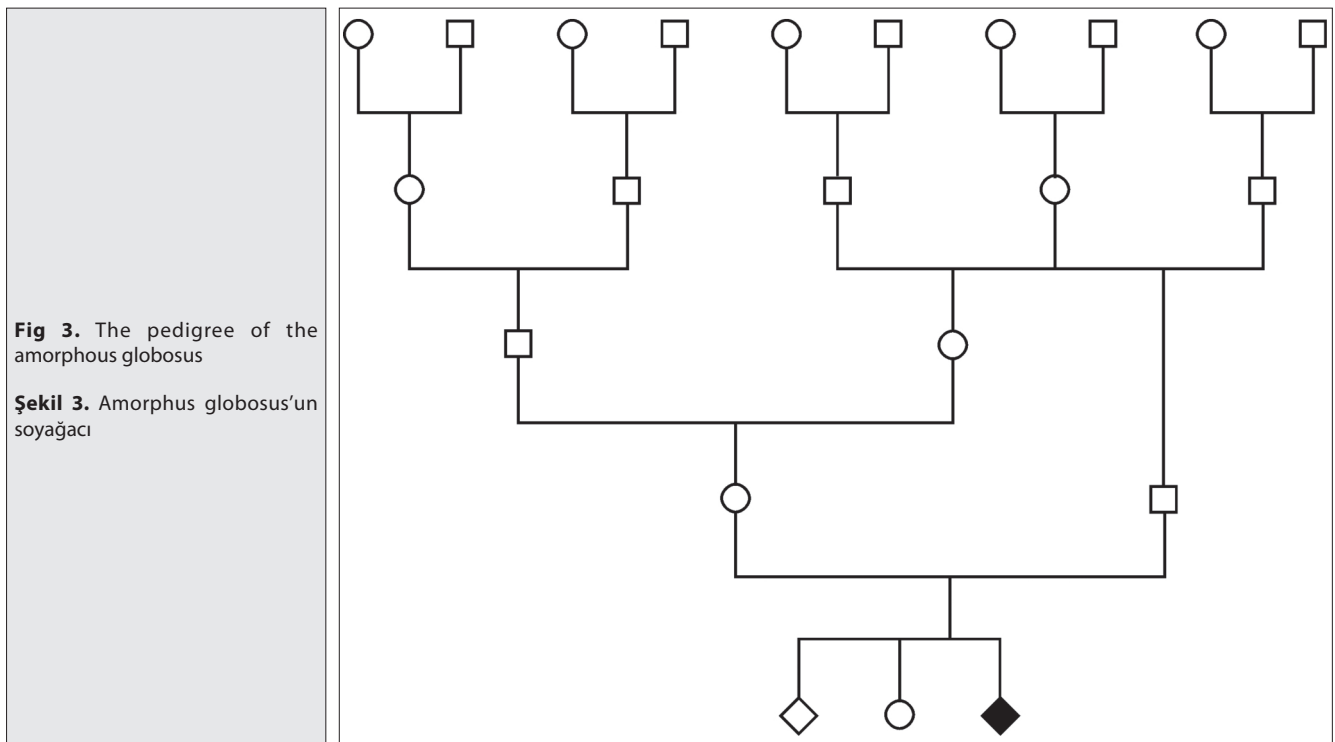 Fig 3. The pedigree of the
amorphous globosus
Şekil 3. Amorphus globosus’un
soyağacı